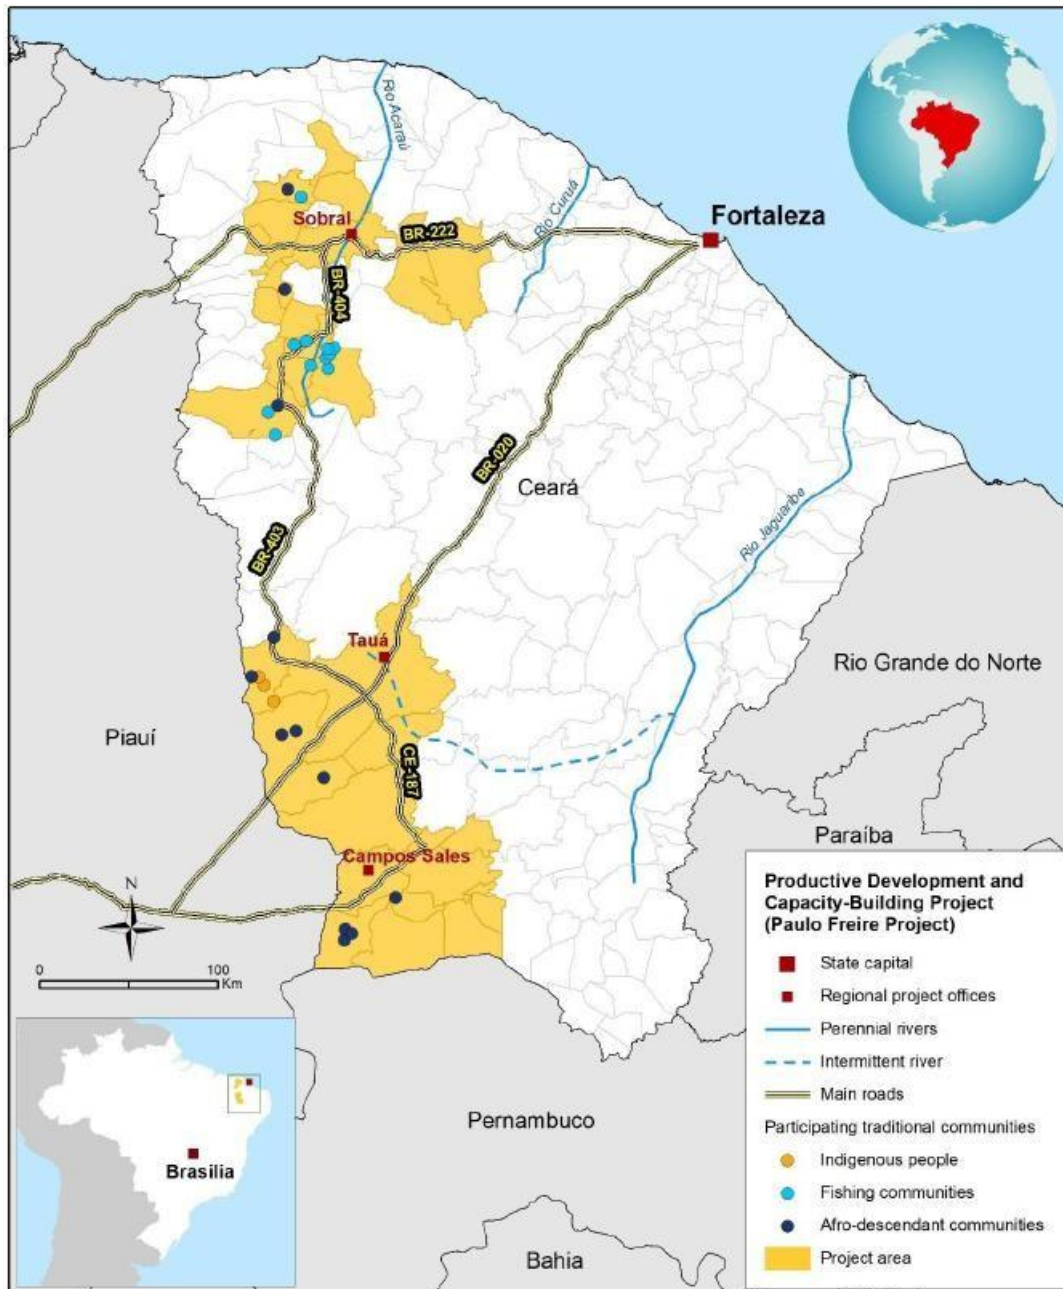 Rio Acaraú
Rio Curuá
Fortaleza
Sobral
BR-222
BR-404
BR-020
Ceará
Rio Jaguaribe
BR-403
Tauá
Rio Grande do Norte
Piauí
CE-187
Paraíba
Campos Sales
N
0 100
Km
Productive Development and
Capacity-Building Project
(Paulo Freire Project)
State capital
Regional project offices
Perennial rivers
Intermittent river
Main roads
Participating traditional communities
Indigenous people
Fishing communities
Afro-descendant communities
Project area
Pernambuco
Brasilia
Bahia